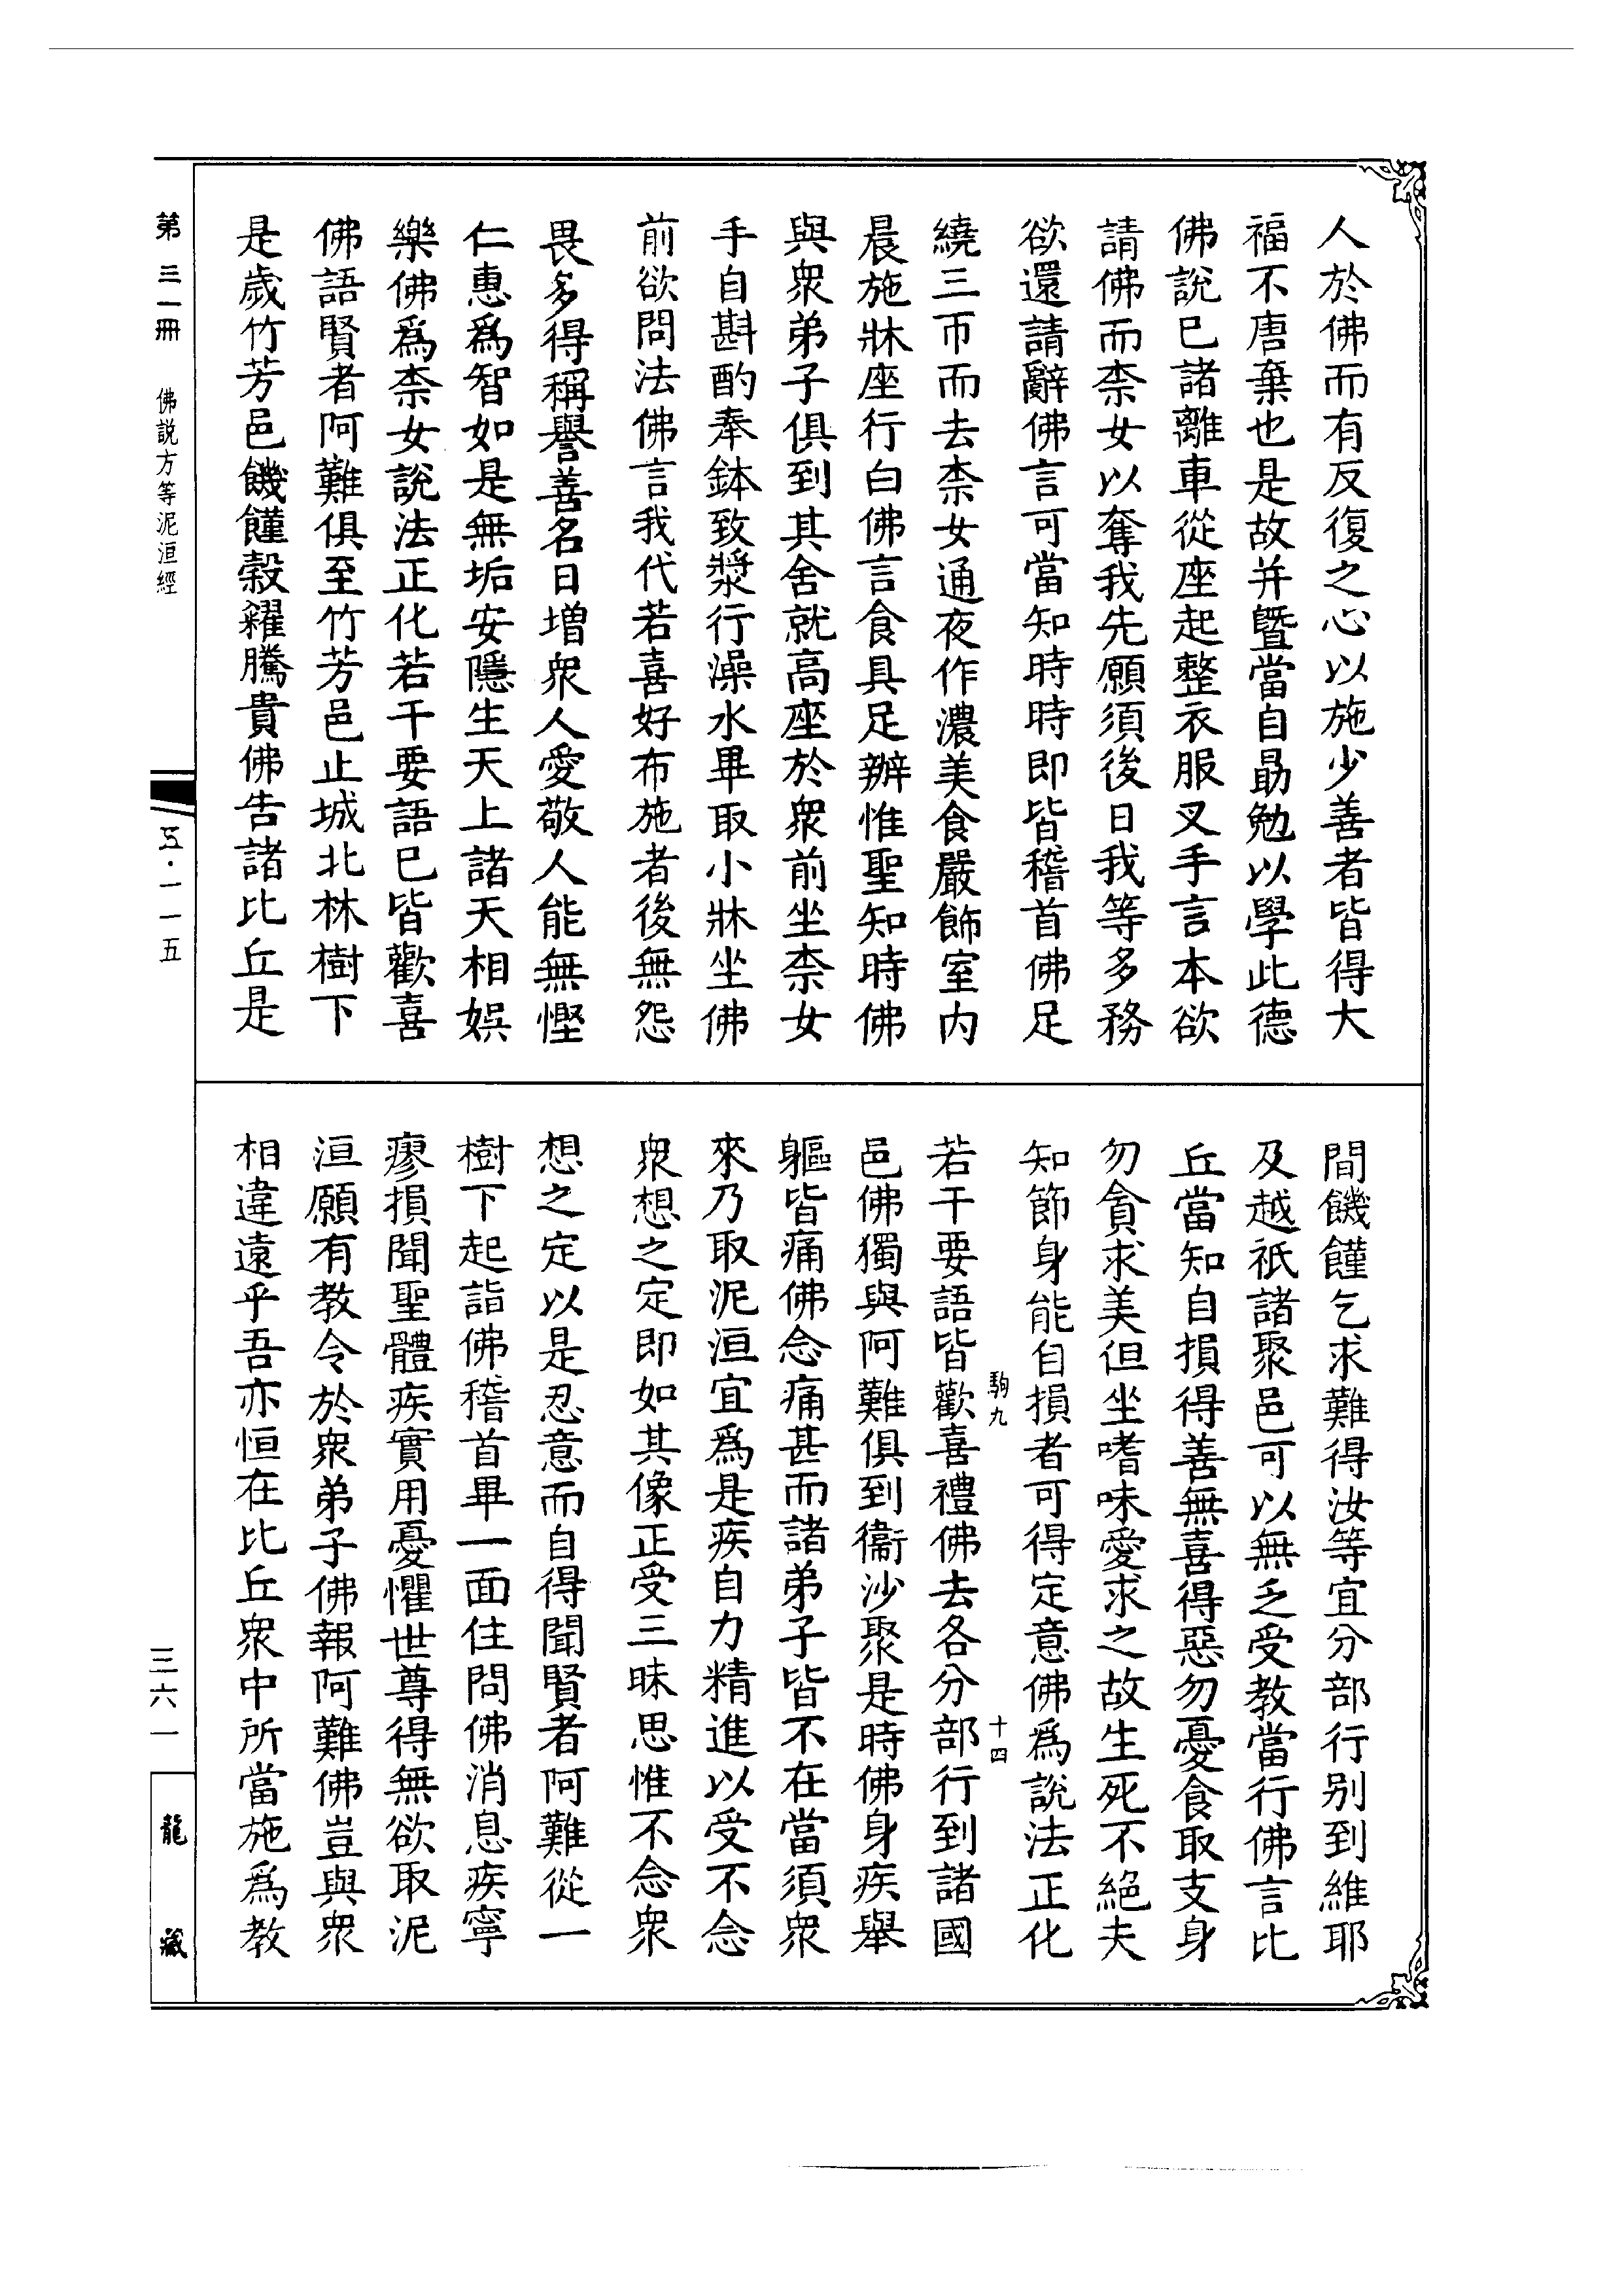 人於佛而有反復之心以施少善者皆得大
福不唐棄也是故并暨當自勗勉以學此德
佛說已諸離車從座起整衣服叉手言本欲
請佛而柰女以奪我先願須後日我等多務
欲還請辭佛言可當知時時即皆稽首佛足
繞三帀而去柰女通夜作濃美食嚴飾室內
晨施牀座行白佛言食具足辦惟聖知時佛
與衆弟子俱到其舍就高座於衆前坐柰女
手自斟酌奉鉢致漿行澡水畢取小牀坐佛
前欲問法佛言我代若喜好布施者後無怨
畏多得稱譽善名日增衆人愛敬人能無慳
仁惠爲智如是無垢安隱生天上諸天相娛
樂佛爲柰女說法正化若干要語已皆歡喜
佛語賢者阿難俱至竹芳邑止城北林樹下
是歲竹芳邑饑饉穀糴騰貴佛告諸比丘是
間饑饉乞求難得汝等宜分部行别到維耶
及越祇諸聚邑可以無乏受教當行佛言比
丘當知自損得善無喜得惡勿憂食取支身
勿貪求美但坐嗜味愛求之故生死不絕夫
知節身能自損者可得定意佛爲說法正化
若干要語皆歡喜禮佛去各分部行到諸國
駒九
十四
邑佛獨與阿難俱到衞沙聚是時佛身疾舉
軀皆痛佛念痛甚而諸弟子皆不在當須衆
來乃取泥洹宜爲是疾自力精進以受不念
衆想之定即如其像正受三昧思惟不念衆
想之定以是忍意而自得聞賢者阿難從一
樹下起詣佛稽首畢一面住問佛消息疾寧
瘳損聞聖體疾實用憂懼世尊得無欲取泥
洹願有教令於衆弟子佛報阿難佛豈與衆
相違遠乎吾亦恒在比丘衆中所當施爲教
第三一冊
佛說方等泥洹經
五·一一五
三六一
龍藏